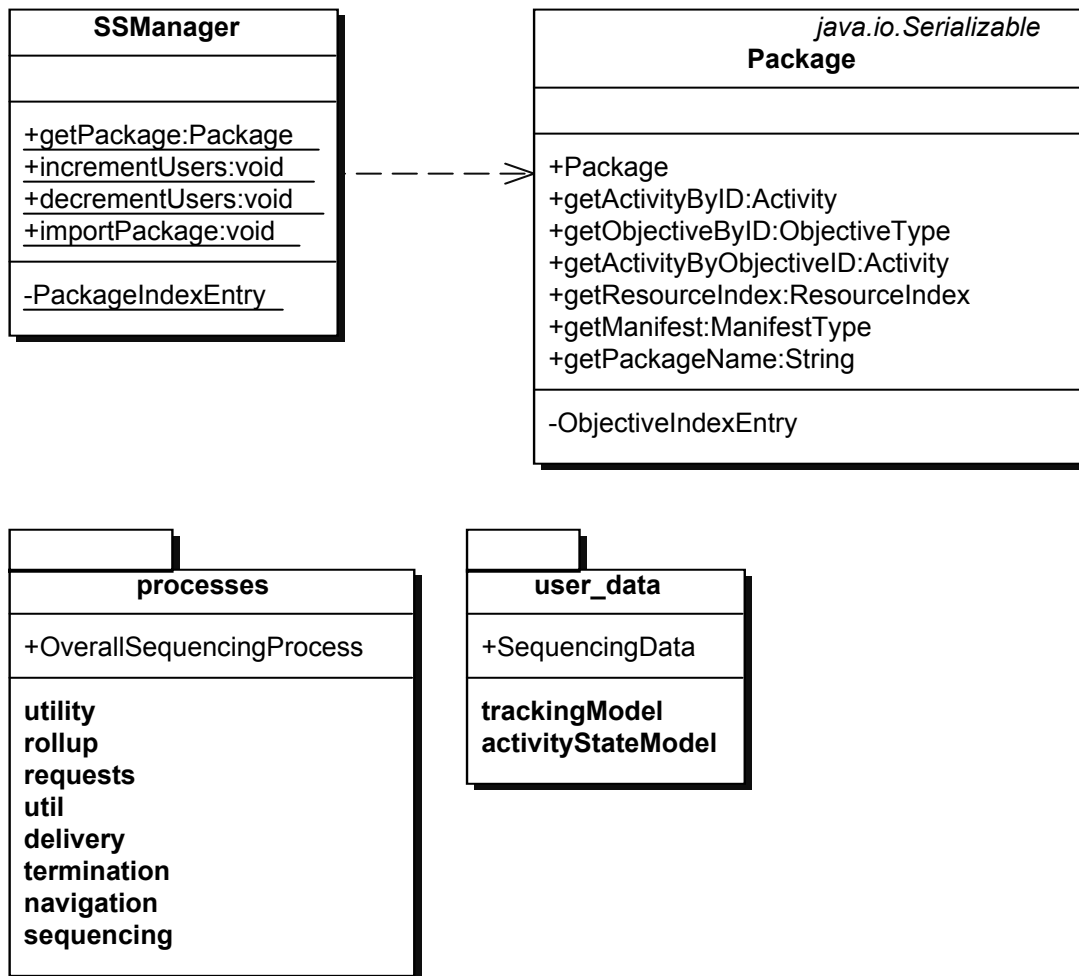 SSManager
+getPackage:Package
+incrementUsers:void
+decrementUsers:void
+importPackage:void
-PackageIndexEntry
java.io.Serializable
Package
+Package
+getActivityByID:Activity
+getObjectiveByID:ObjectiveType
+getActivityByObjectiveID:Activity
+getResourceIndex:ResourceIndex
+getManifest:ManifestType
+getPackageName:String
-ObjectiveIndexEntry
processes
+OverallSequencingProcess
utility
rollup
requests
util
delivery
termination
navigation
sequencing
user_data
+SequencingData
trackingModel
activityStateModel